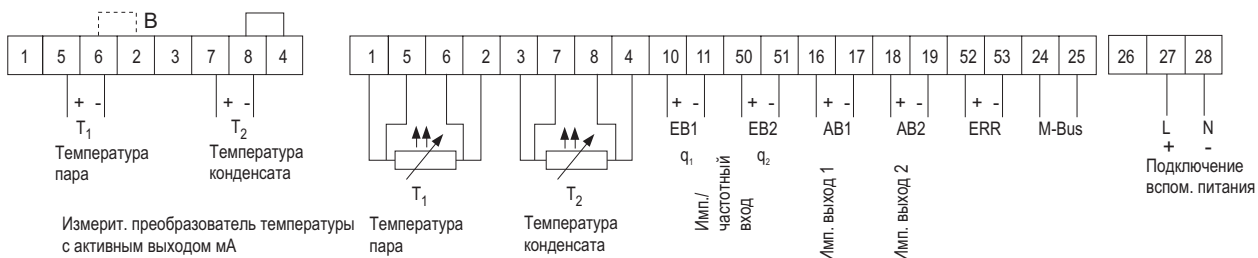 B
1 5 6 2 3 7 8 4
+ - + -
T1 T2
Температура пара
Температура конденсата
Измерит. преобразователь температуры
с активным выходом мА
1 5 6 2 3 7 8 4 10 11 50 51 16 17 18 19 52 53 24 25
+ - + - + - + - + -
EB1 EB2 AB1 AB2 ERR M-Bus
q1 q2
T1
Температура
пара
T2
Температура
конденсата
Имп./
частотный
вход
Имп. выход 1
Имп. выход 2
26 27 28
L N
+ -
Подключение
вспом. питания